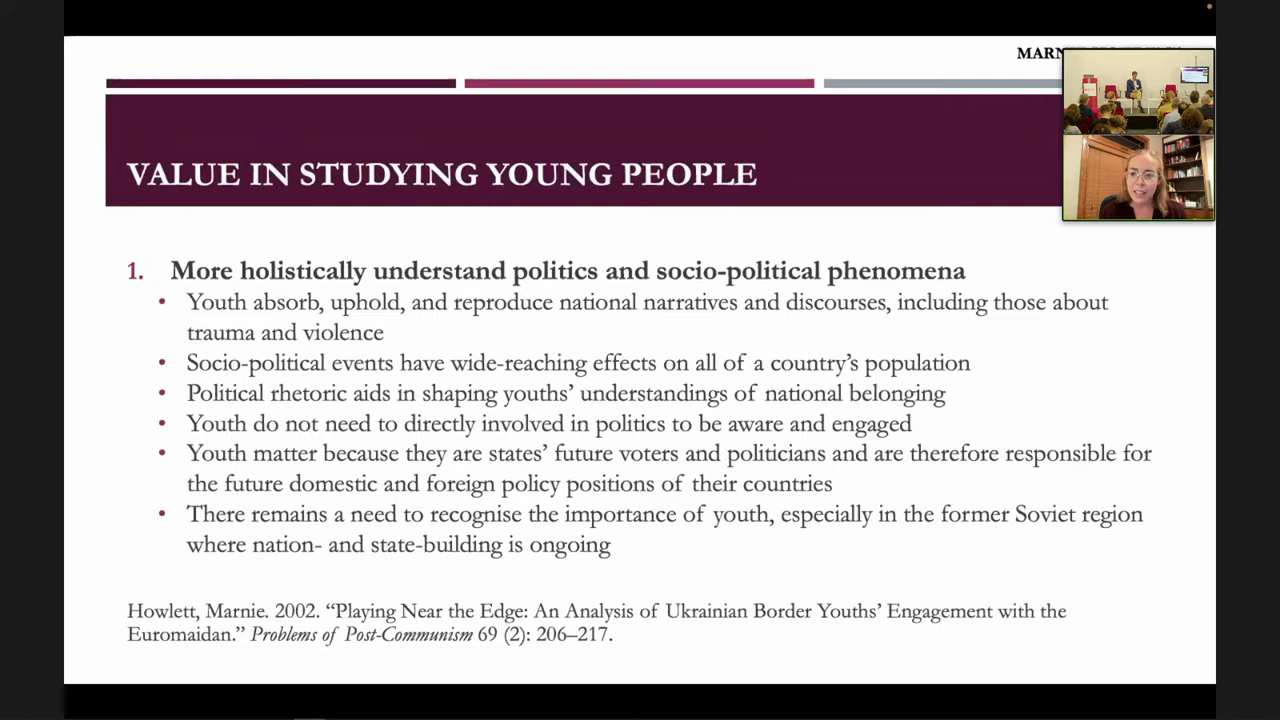 VALUE IN STUDYING YOUNG PEOPLE
1. More holistically understand politics and socio-political phenomena
• Youth absorb, uphold, and reproduce national narratives and discourses, including those about
trauma and violence
• Socio-political events have wide-reaching effects on all of a country's population
• Political rhetoric aids in shaping youths' understandings of national belonging
• Youth do not need to directly involved in politics to be aware and engaged
• Youth matter because they are states' future voters and politicians and are therefore responsible for
the future domestic and foreign policy positions of their countries
• There remains a need to recognise the importance of youth, especially in the former Soviet region
where nation- and state-building is ongoing
Howlett, Marnie. 2002. “Playing Near the Edge: An Analysis of Ukrainian Border Youths’ Engagement with the
Euromaidan.” Problems of Post-Communism 69 (2): 206–217.